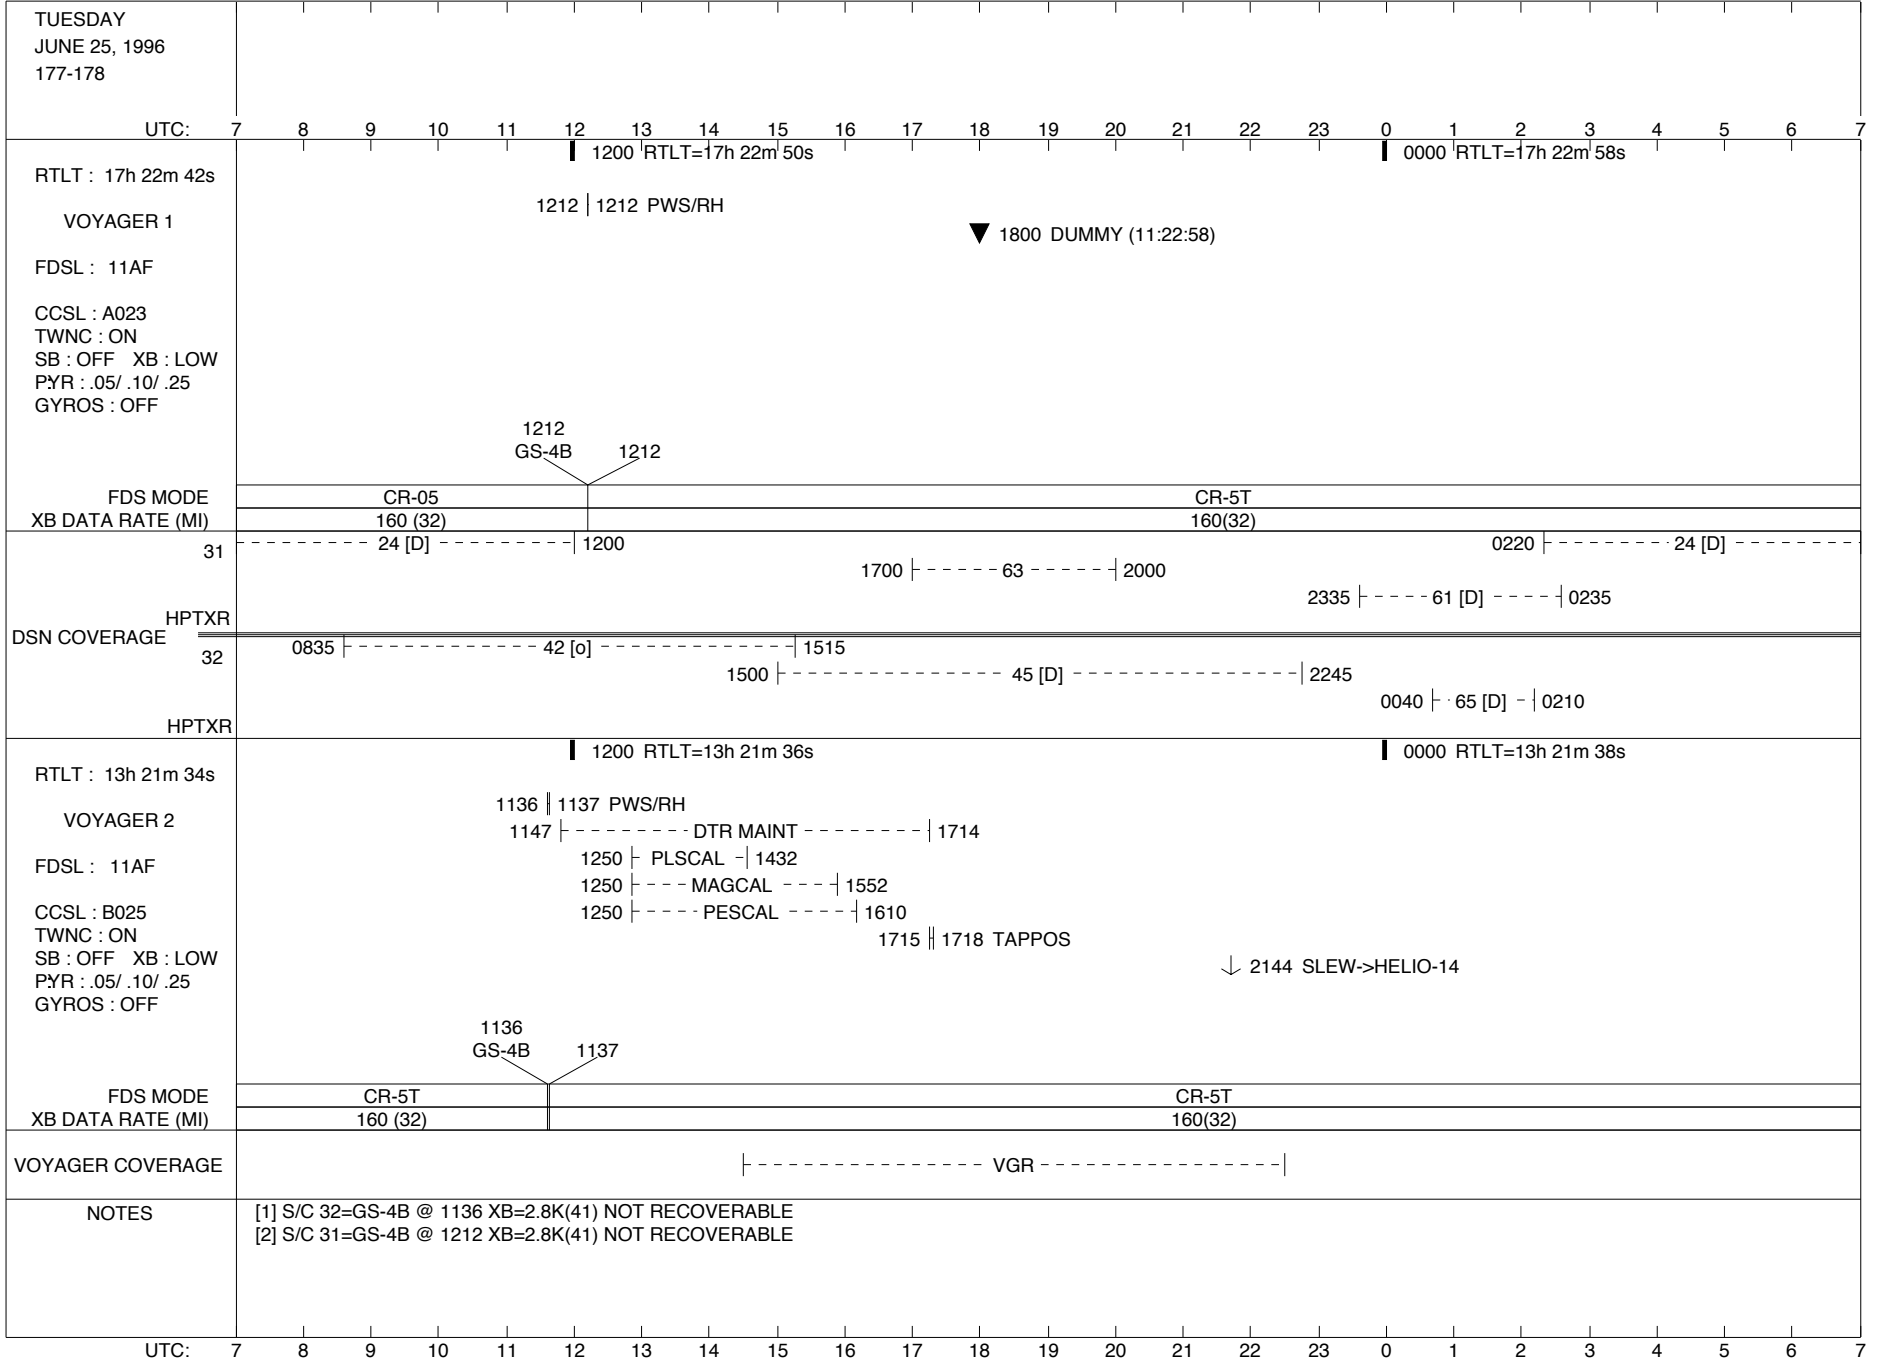 TUESDAY
JUNE 25, 1996
177-178
UTC: 7 8 9 10 11 12 13 14 15 16 17 18 19 20 21 22 23 0 1 2 3 4 5 6 7
1200 RTLT=17h 22m 50s 0000 RTLT=17h 22m 58s
RTLT : 17h 22m 42s
1212 1212 PWS/RH
VOYAGER 1
1800 DUMMY (11:22:58)
FDSL : 11AF
CCSL : A023
TWNC : ON
SB : OFF XB : LOW
P:YR : .05/ .10/ .25
GYROS : OFF
1212
GS-4B 1212
FDS MODE CR-05 CR-5T
XB DATA RATE (MI) 160 (32) 160(32)
31 24 [D] 1200 0220 24 [D]
1700 63 2000
2335 61 [D] 0235
HPTXR
DSN COVERAGE
32 0835 42 [o] 1515
1500 45 [D] 2245
0040 65 [D] 0210
HPTXR
1200 RTLT=13h 21m 36s 0000 RTLT=13h 21m 38s
RTLT : 13h 21m 34s
1136 1137 PWS/RH
VOYAGER 2
1147 DTR MAINT 1714
1250 PLSCAL 1432
FDSL : 11AF
1250 MAGCAL 1552
1250 PESCAL 1610
CCSL : B025
TWNC : ON
1715 1718 TAPPOS
SB : OFF XB : LOW
2144 SLEW->HELIO-14
P:YR : .05/ .10/ .25
GYROS : OFF
1136
GS-4B 1137
FDS MODE CR-5T CR-5T
XB DATA RATE (MI) 160 (32) 160(32)
VOYAGER COVERAGE VGR
NOTES [1] S/C 32=GS-4B @ 1136 XB=2.8K(41) NOT RECOVERABLE
[2] S/C 31=GS-4B @ 1212 XB=2.8K(41) NOT RECOVERABLE
UTC: 7 8 9 10 11 12 13 14 15 16 17 18 19 20 21 22 23 0 1 2 3 4 5 6 7